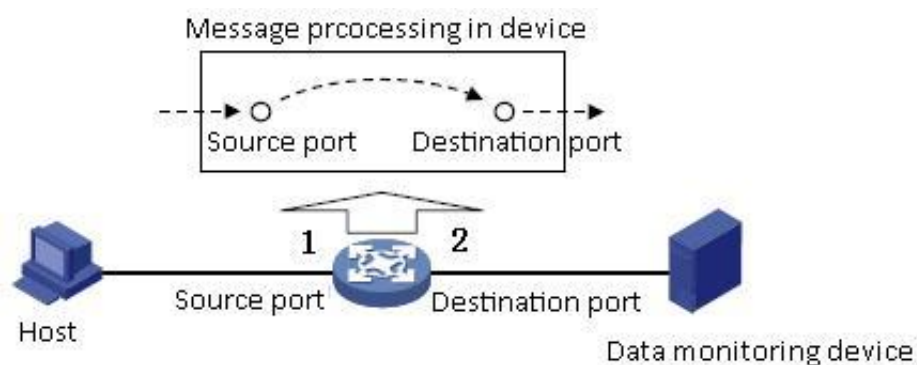 Message prcocessing in device
Source port
Destination port
1
2
Source port
Destination port
Host
Data monitoring device